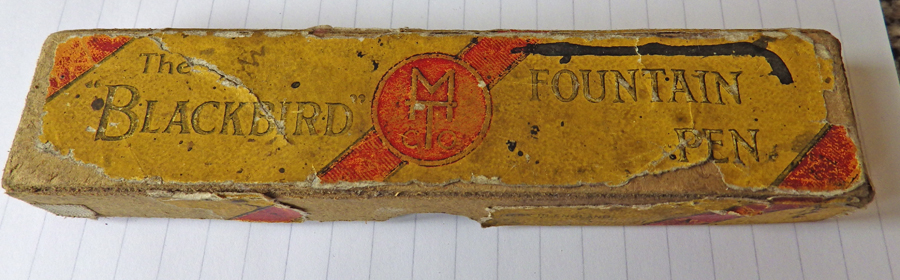 The
"BLACKBIRD"
MT
C º Y
FOUNTAIN
PEN